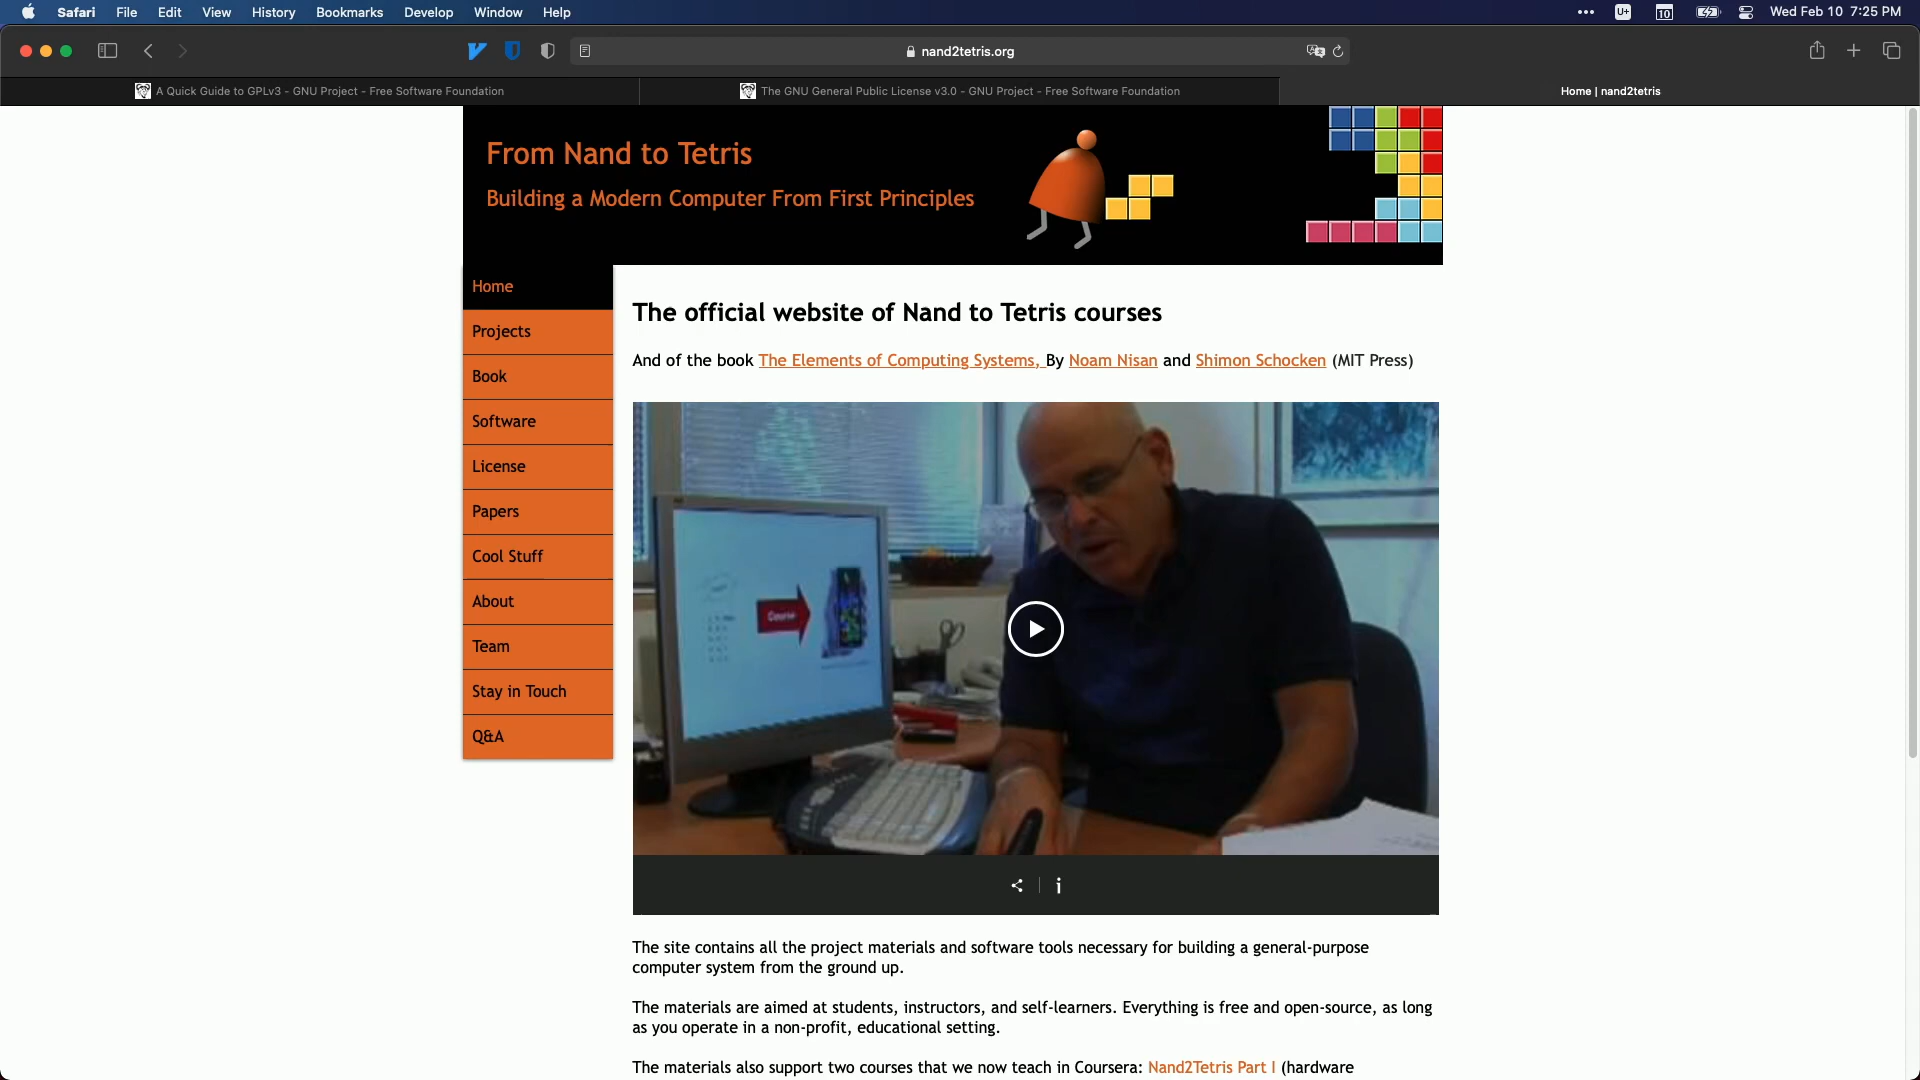 Safari File Edit View History Bookmarks Develop Window Help
U+ 10 Wed Feb 10 7:25 PM
nand2tetris.org
A Quick Guide to GPLv3 - GNU Project - Free Software Foundation
The GNU General Public License v3.0 - GNU Project - Free Software Foundation
Home | nand2tetris
From Nand to Tetris
Building a Modern Computer From First Principles
Home
Projects
Book
Software
License
Papers
Cool Stuff
About
Team
Stay in Touch
Q&A
The official website of Nand to Tetris courses
And of the book The Elements of Computing Systems, By Noam Nisan and Shimon Schocken (MIT Press)
Course
The site contains all the project materials and software tools necessary for building a general-purpose
computer system from the ground up.
The materials are aimed at students, instructors, and self-learners. Everything is free and open-source, as long
as you operate in a non-profit, educational setting.
The materials also support two courses that we now teach in Coursera: Nand2Tetris Part I (hardware